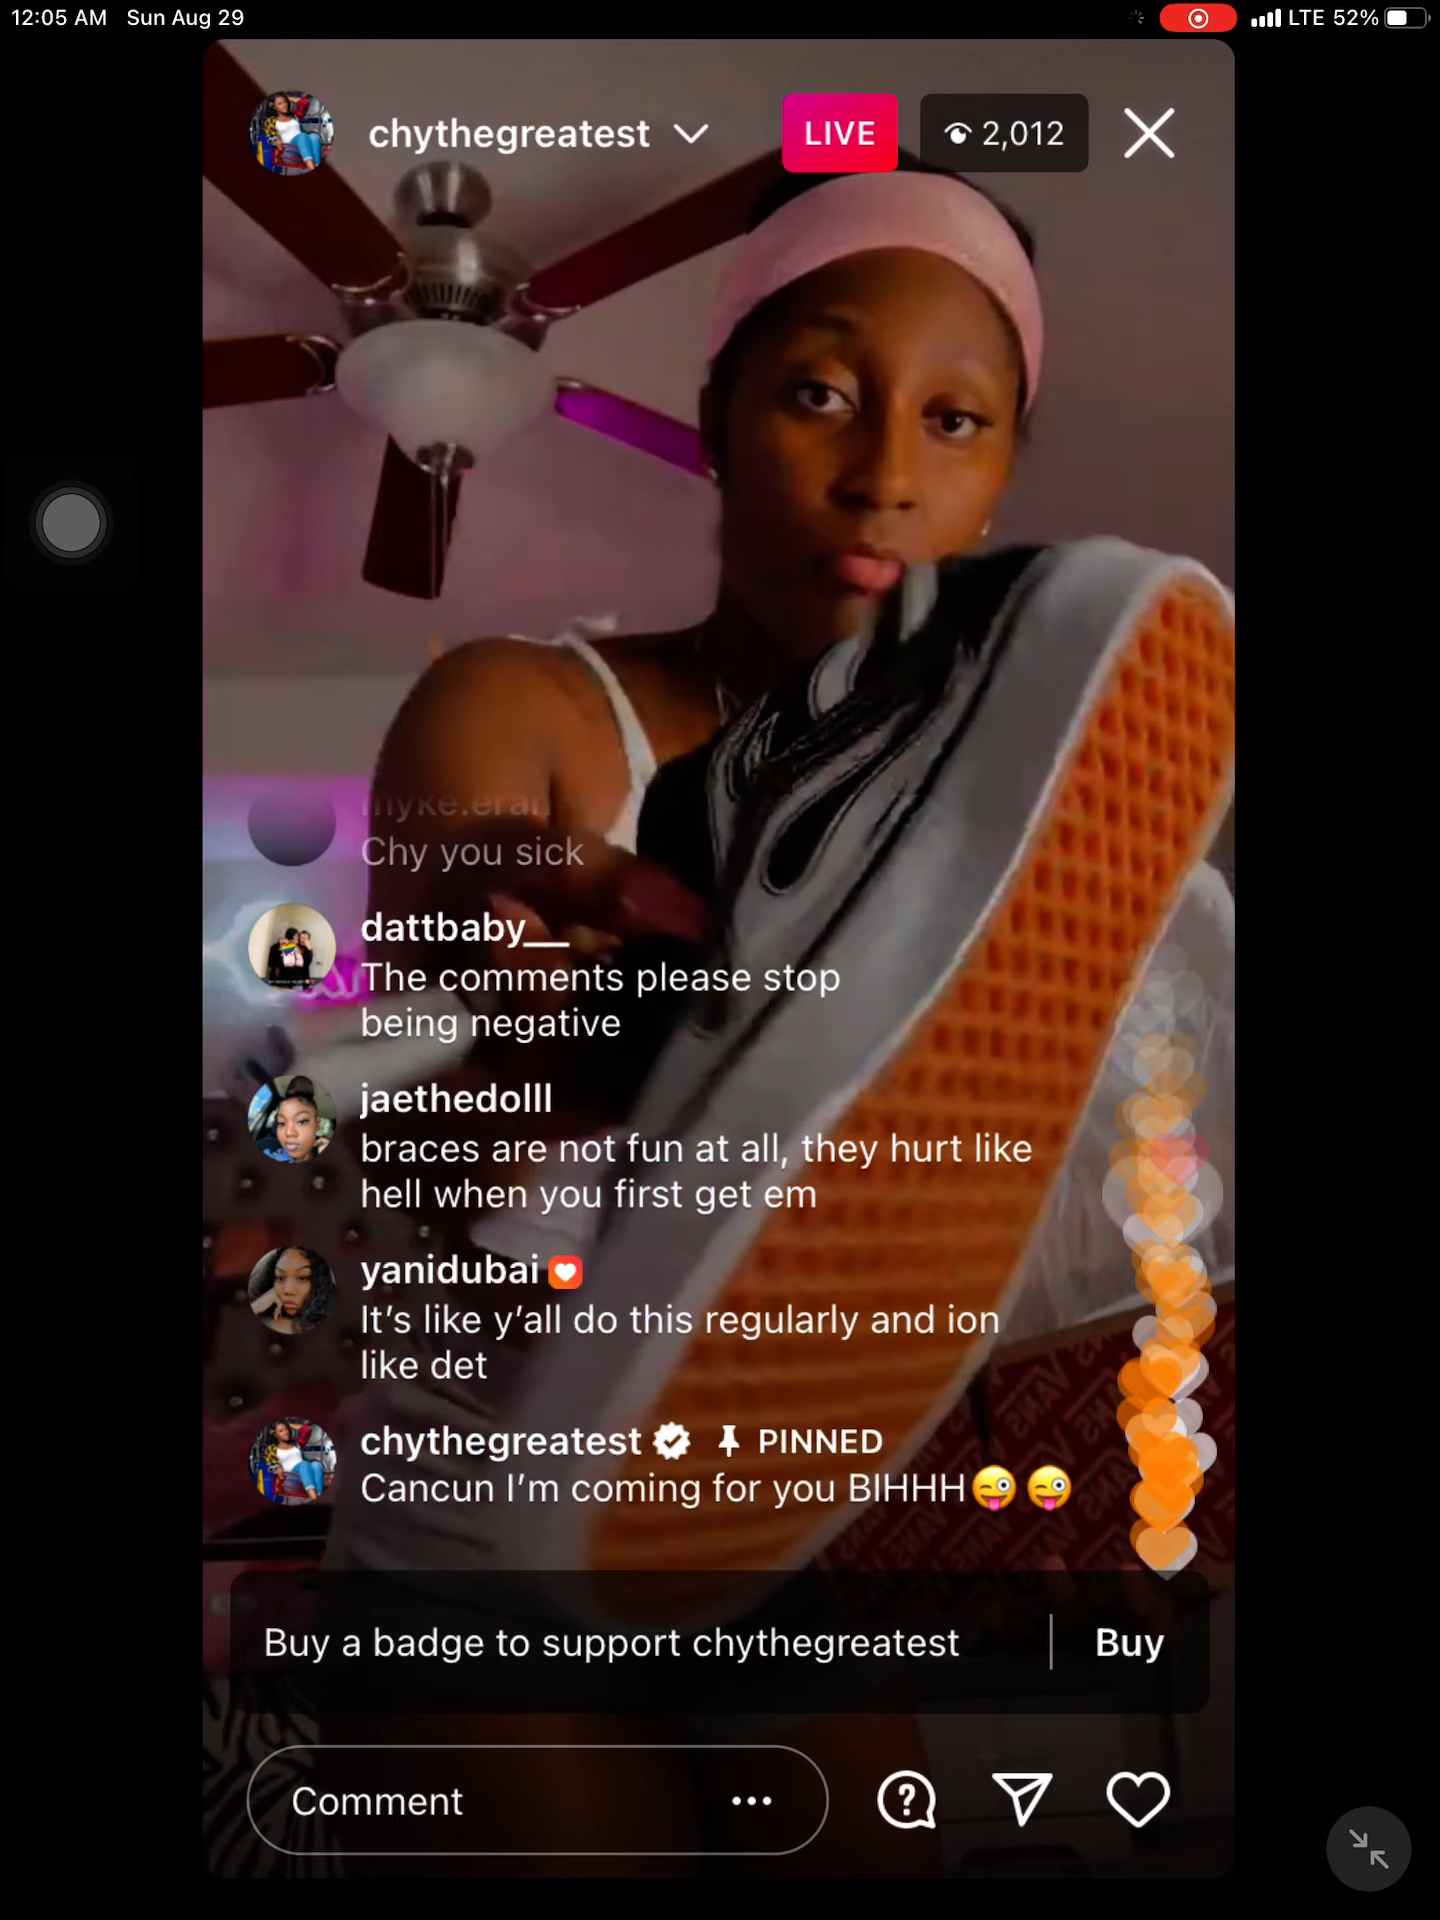 12:05 AM Sun Aug 29
LTE 52%
chythegreatest
LIVE
2,012
myke.eran
Chy you sick
dattbaby__
The comments please stop
being negative
jaethedolll
braces are not fun at all, they hurt like
hell when you first get em
yanidubai
It's like y'all do this regularly and ion
like det
chythegreatest PINNED
Cancun I'm coming for you BIHHH😜😜
VANS
Buy a badge to support chythegreatest | Buy
Comment